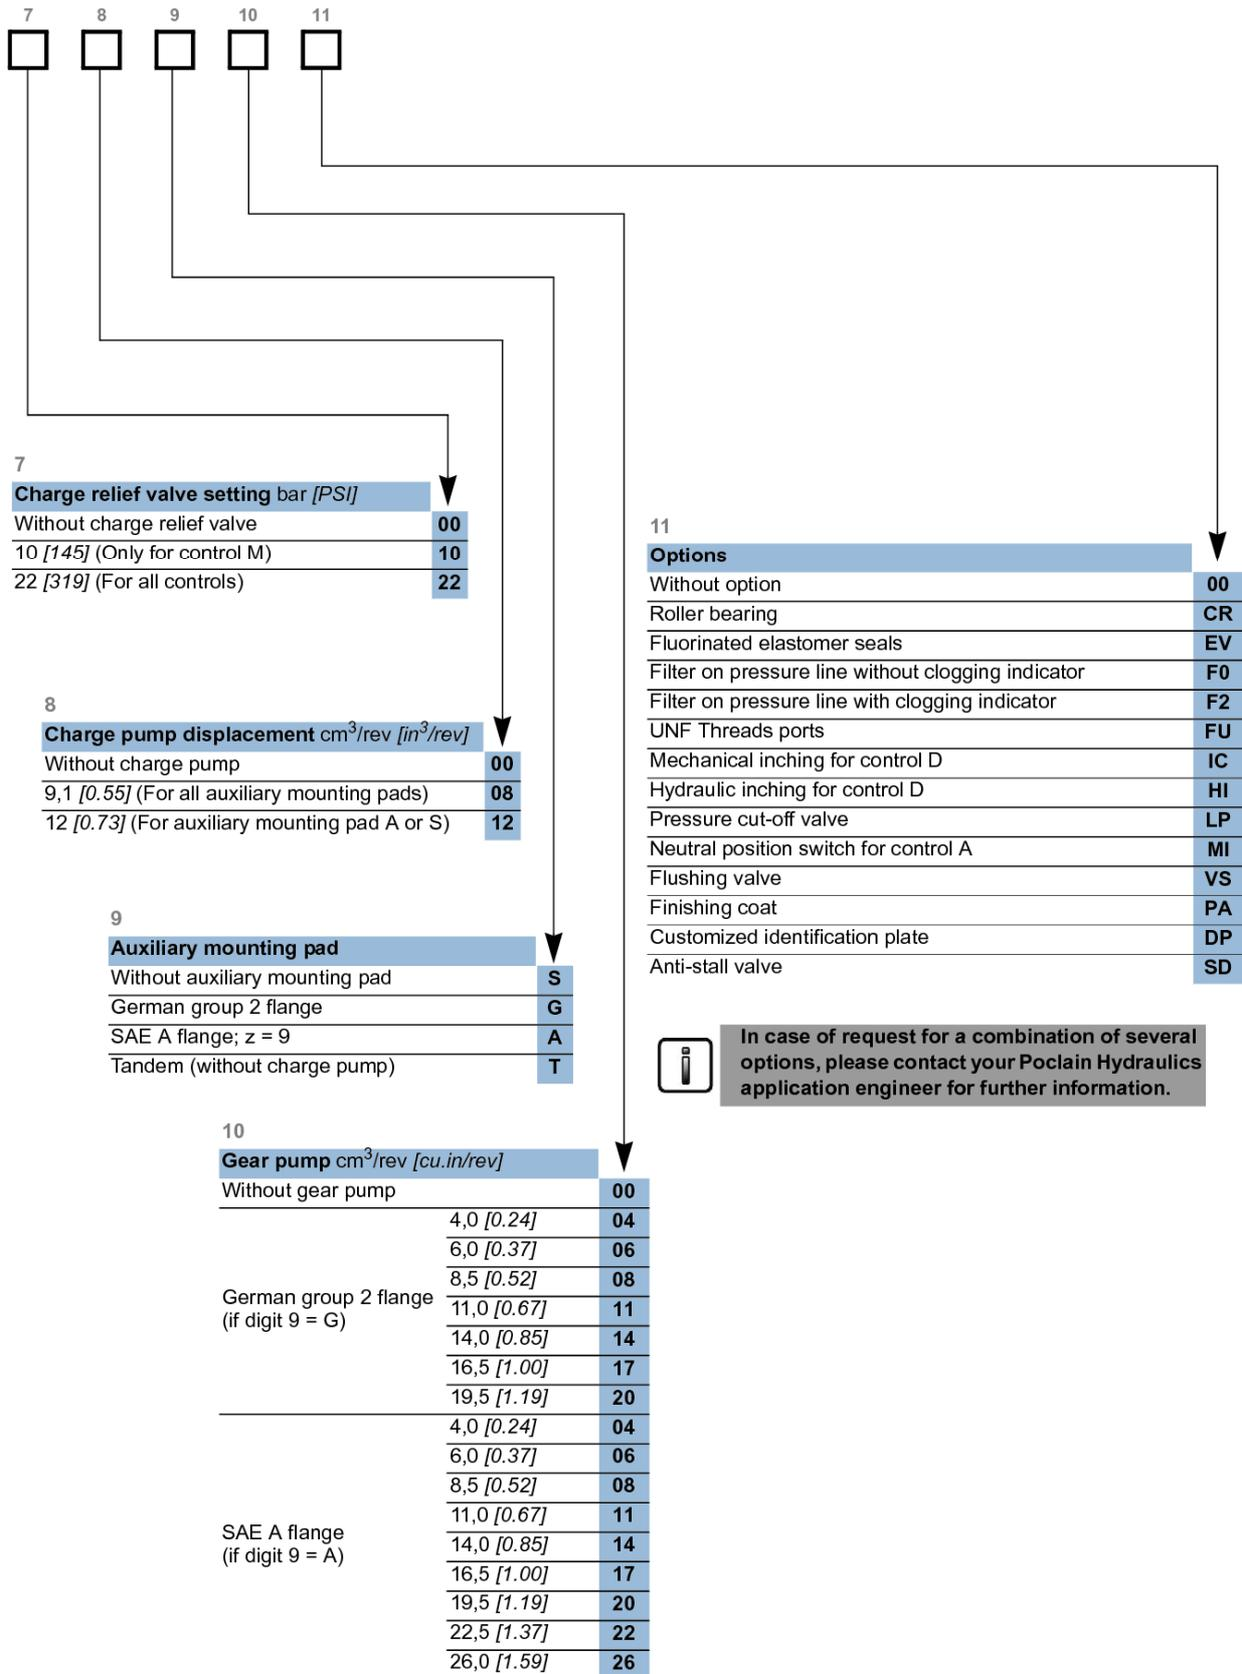 7 8 9 10 11
7
Charge relief valve setting bar [PSI]
Without charge relief valve 00
10 [145] (Only for control M) 10
22 [319] (For all controls) 22
8
Charge pump displacement cm³/rev [in³/rev]
Without charge pump 00
9,1 [0.55] (For all auxiliary mounting pads) 08
12 [0.73] (For auxiliary mounting pad A or S) 12
9
Auxiliary mounting pad
Without auxiliary mounting pad S
German group 2 flange G
SAE A flange; z = 9 A
Tandem (without charge pump) T
10
Gear pump cm³/rev [cu.in/rev]
Without gear pump 00
German group 2 flange
(if digit 9 = G)
4,0 [0.24] 04
6,0 [0.37] 06
8,5 [0.52] 08
11,0 [0.67] 11
14,0 [0.85] 14
16,5 [1.00] 17
19,5 [1.19] 20
SAE A flange
(if digit 9 = A)
4,0 [0.24] 04
6,0 [0.37] 06
8,5 [0.52] 08
11,0 [0.67] 11
14,0 [0.85] 14
16,5 [1.00] 17
19,5 [1.19] 20
22,5 [1.37] 22
26,0 [1.59] 26
11
Options
Without option 00
Roller bearing CR
Fluorinated elastomer seals EV
Filter on pressure line without clogging indicator F0
Filter on pressure line with clogging indicator F2
UNF Threads ports FU
Mechanical inching for control D IC
Hydraulic inching for control D HI
Pressure cut-off valve LP
Neutral position switch for control A MI
Flushing valve VS
Finishing coat PA
Customized identification plate DP
Anti-stall valve SD
i
In case of request for a combination of several
options, please contact your Poclain Hydraulics
application engineer for further information.